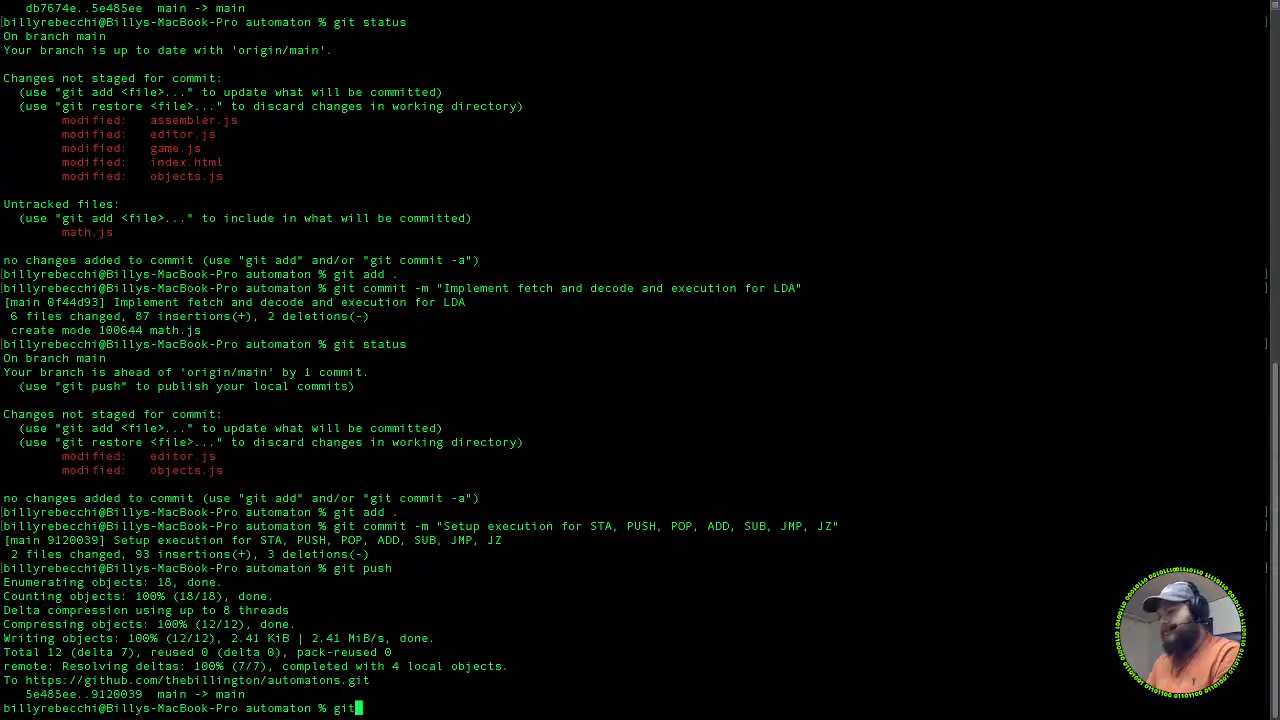 db7674e..5e485ee  main -> main
billyrebecchi@Billys-MacBook-Pro automaton % git status
On branch main
Your branch is up to date with 'origin/main'.
Changes not staged for commit:
(use "git add <file>..." to update what will be committed)
(use "git restore <file>..." to discard changes in working directory)
modified:   assembler.js
modified:   editor.js
modified:   game.js
modified:   index.html
modified:   objects.js
Untracked files:
(use "git add <file>..." to include in what will be committed)
math.js
no changes added to commit (use "git add" and/or "git commit -a")
billyrebecchi@Billys-MacBook-Pro automaton % git add .
billyrebecchi@Billys-MacBook-Pro automaton % git commit -m "Implement fetch and decode and execution for LDA"
[main 0f44d93] Implement fetch and decode and execution for LDA
6 files changed, 87 insertions(+), 2 deletions(-)
create mode 100644 math.js
billyrebecchi@Billys-MacBook-Pro automaton % git status
On branch main
Your branch is ahead of 'origin/main' by 1 commit.
(use "git push" to publish your local commits)
Changes not staged for commit:
(use "git add <file>..." to update what will be committed)
(use "git restore <file>..." to discard changes in working directory)
modified:   editor.js
modified:   objects.js
no changes added to commit (use "git add" and/or "git commit -a")
billyrebecchi@Billys-MacBook-Pro automaton % git add .
billyrebecchi@Billys-MacBook-Pro automaton % git commit -m "Setup execution for STA, PUSH, POP, ADD, SUB, JMP, JZ"
[main 9120039] Setup execution for STA, PUSH, POP, ADD, SUB, JMP, JZ
2 files changed, 93 insertions(+), 3 deletions(-)
billyrebecchi@Billys-MacBook-Pro automaton % git push
Enumerating objects: 18, done.
Counting objects: 100% (18/18), done.
Delta compression using up to 8 threads
Compressing objects: 100% (12/12), done.
Writing objects: 100% (12/12), 2.41 KiB | 2.41 MiB/s, done.
Total 12 (delta 7), reused 0 (delta 0), pack-reused 0
remote: Resolving deltas: 100% (7/7), completed with 4 local objects.
To https://github.com/thebillington/automatons.git
5e485ee..9120039  main -> main
billyrebecchi@Billys-MacBook-Pro automaton % git